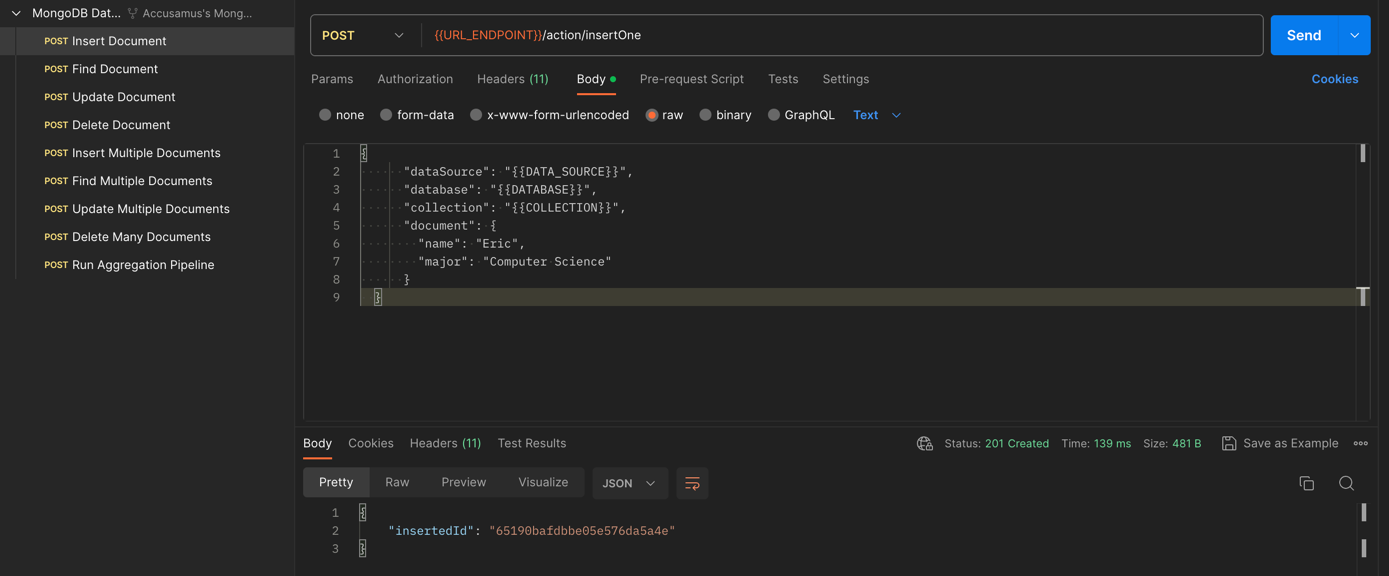 MongoDB Dat... Accusamus's Mong...
POST Insert Document
POST Find Document
POST Update Document
POST Delete Document
POST Insert Multiple Documents
POST Find Multiple Documents
POST Update Multiple Documents
POST Delete Many Documents
POST Run Aggregation Pipeline
POST {{URL_ENDPOINT}}/action/insertOne Send
Params Authorization Headers (11) Body Pre-request Script Tests Settings Cookies
none form-data x-www-form-urlencoded raw binary GraphQL Text
1 {
2 "dataSource": "{{DATA_SOURCE}}",
3 "database": "{{DATABASE}}",
4 "collection": "{{COLLECTION}}",
5 "document": {
6 "name": "Eric",
7 "major": "Computer Science"
8 }
9 }
Body Cookies Headers (11) Test Results Status: 201 Created Time: 139 ms Size: 481 B Save as Example
Pretty Raw Preview Visualize JSON
1 {
2 "insertedId": "65190bafdbbe05e576da5a4e"
3 }